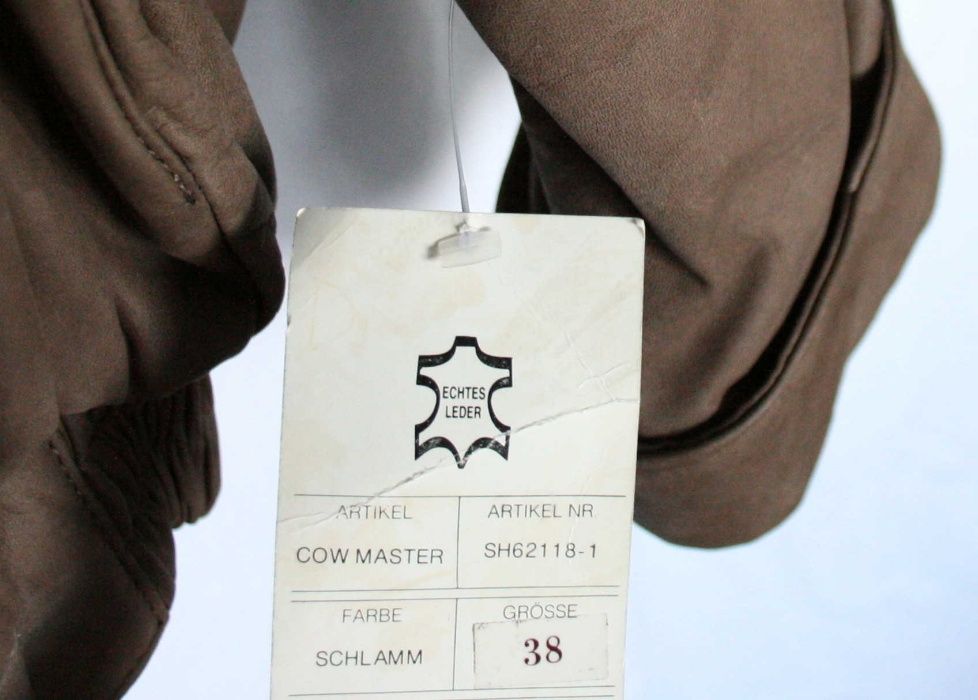 ECHTES
LEDER
ARTIKEL
COW MASTER
ARTIKEL NR
SH62118-1
FARBE
SCHLAMM
GRÖSSE
38